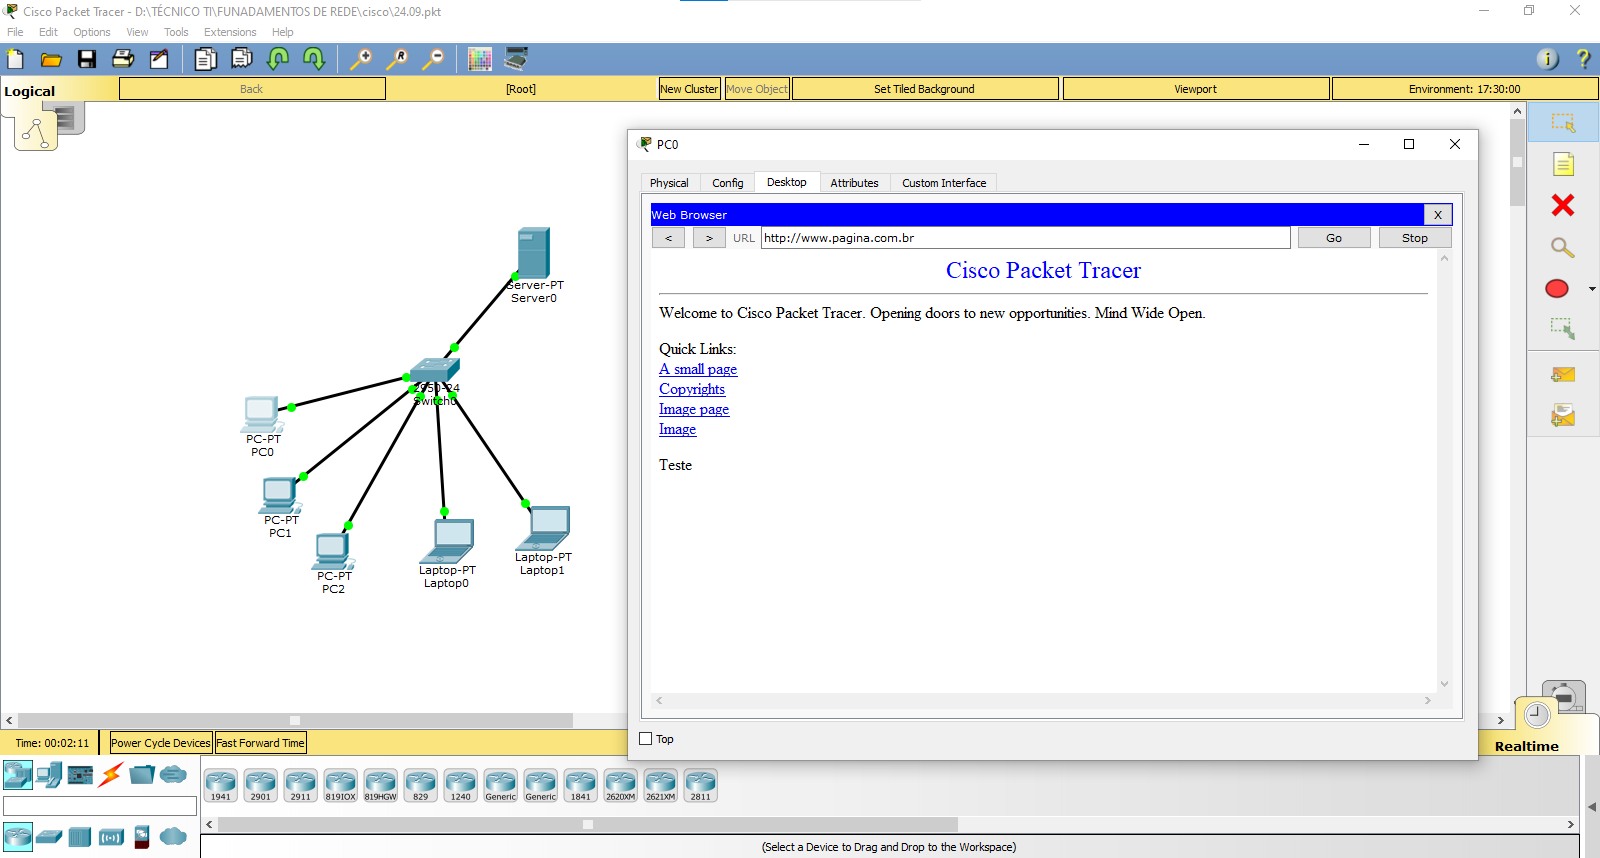 Cisco Packet Tracer - D:\TÉCNICO TI\FUNADAMENTOS DE REDE\cisco\24.09.pkt
File Edit Options View Tools Extensions Help
Logical
Back
[Root]
New Cluster
Move Object
Set Tiled Background
Viewport
Environment: 17:30:00
PC0
Physical
Config
Desktop
Attributes
Custom Interface
Web Browser
X
< > URL http://www.pagina.com.br Go Stop
Cisco Packet Tracer
Welcome to Cisco Packet Tracer. Opening doors to new opportunities. Mind Wide Open.
Quick Links:
A small page
Copyrights
Image page
Image
Teste
Top
Server-PT
Server0
2950-24
Switch0
PC-PT
PC0
PC-PT
PC1
PC-PT
PC2
Laptop-PT
Laptop0
Laptop-PT
Laptop1
Time: 00:02:11
Power Cycle Devices
Fast Forward Time
Realtime
1941
2901
2911
819IOX
819HGW
829
1240
Generic
Generic
1841
2620XM
2621XM
2811
(Select a Device to Drag and Drop to the Workspace)